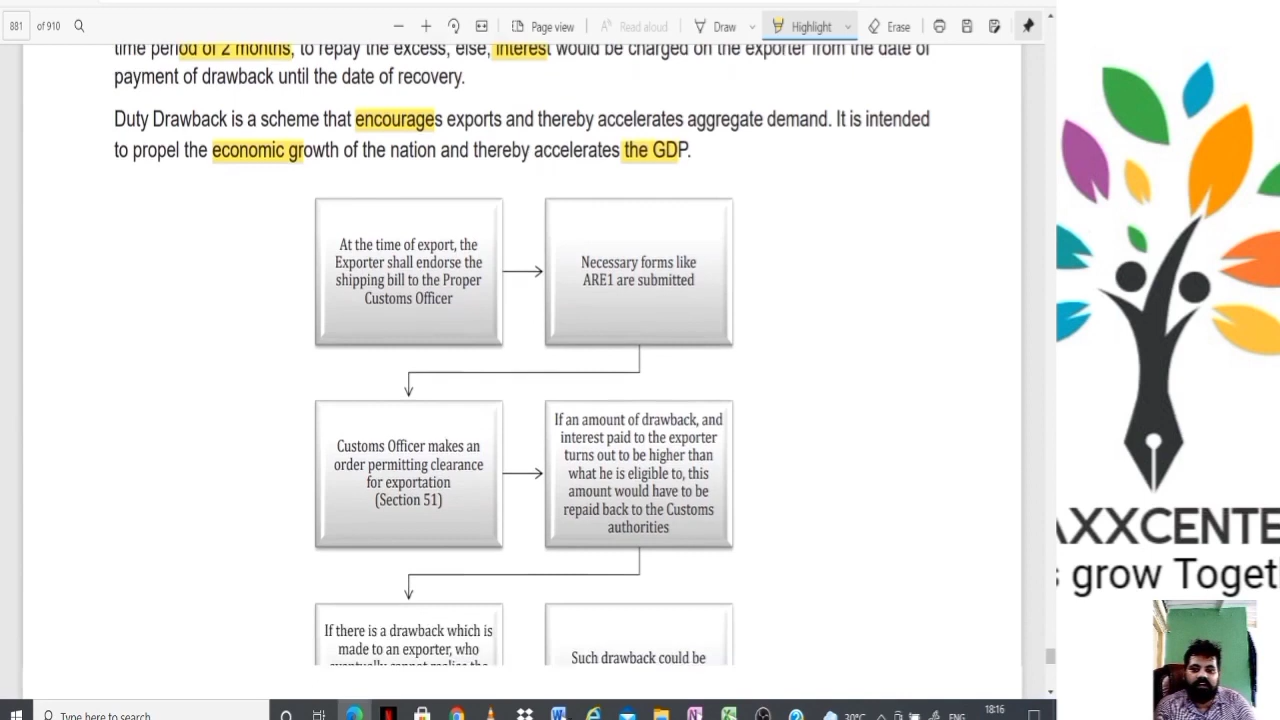 881 of 910 Page view Read aloud Draw Highlight Erase
time period of 2 months, to repay the excess, else, interest would be charged on the exporter from the date of
payment of drawback until the date of recovery.
Duty Drawback is a scheme that encourages exports and thereby accelerates aggregate demand. It is intended
to propel the economic growth of the nation and thereby accelerates the GDP.
At the time of export, the
Exporter shall endorse the
shipping bill to the Proper
Customs Officer
Necessary forms like
ARE1 are submitted
Customs Officer makes an
order permitting clearance
for exportation
(Section 51)
If an amount of drawback, and
interest paid to the exporter
turns out to be higher than
what he is eligible to, this
amount would have to be
repaid back to the Customs
authorities
If there is a drawback which is
made to an exporter, who
eventually cannot realise the
Such drawback could be
AXXCENTE
s grow Toget
Type here to search 30°C ENG 18:16